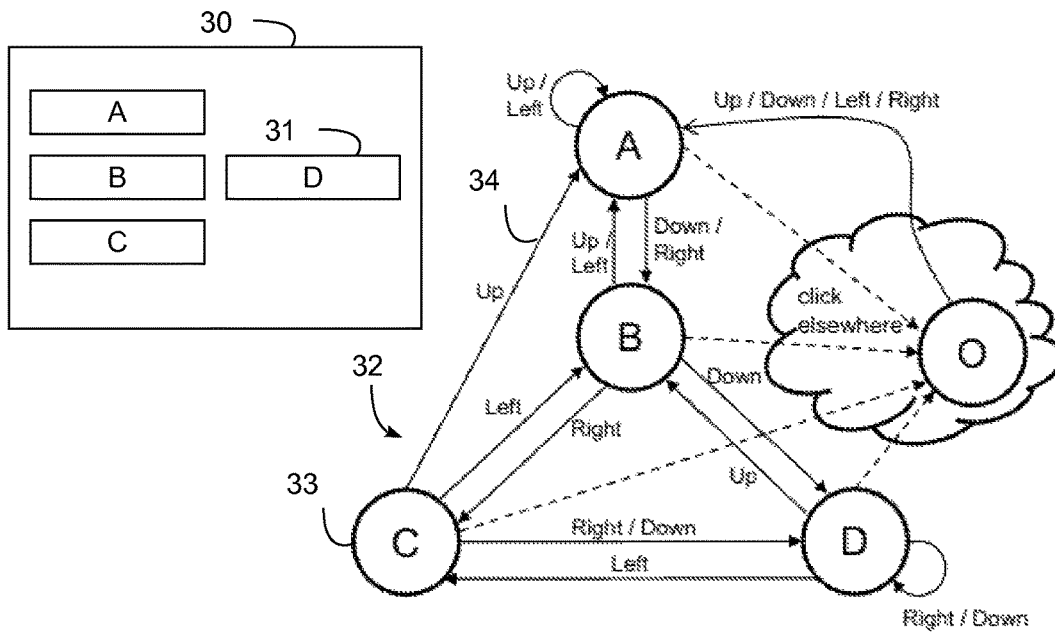 30
A
31
B
D
C
Up /
Left
Up / Down / Left / Right
A
34
Up /
Left
Down /
Right
Up
click
elsewhere
B
O
32
Down
Left
Right
Up
33
C
Right / Down
D
Left
Right / Down